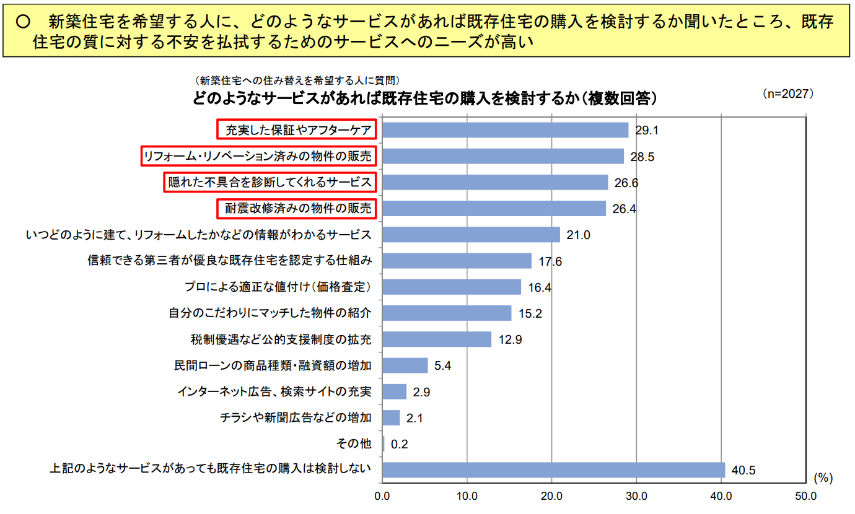 ○ 新築住宅を希望する人に、どのようなサービスがあれば既存住宅の購入を検討するか聞いたところ、既存
住宅の質に対する不安を払拭するためのサービスへのニーズが高い
（新築住宅への住み替えを希望する人に質問）
どのようなサービスがあれば既存住宅の購入を検討するか（複数回答）
（n=2027）
充実した保証やアフターケア 29.1
リフォーム・リノベーション済みの物件の販売 28.5
隠れた不具合を診断してくれるサービス 26.6
耐震改修済みの物件の販売 26.4
いつどのように建て、リフォームしたかなどの情報がわかるサービス 21.0
信頼できる第三者が優良な既存住宅を認定する仕組み 17.6
プロによる適正な値付け（価格査定） 16.4
自分のこだわりにマッチした物件の紹介 15.2
税制優遇など公的支援制度の拡充 12.9
民間ローンの商品種類・融資額の増加 5.4
インターネット広告、検索サイトの充実 2.9
チラシや新聞広告などの増加 2.1
その他 0.2
上記のようなサービスがあっても既存住宅の購入は検討しない 40.5
(%)
0.0 10.0 20.0 30.0 40.0 50.0